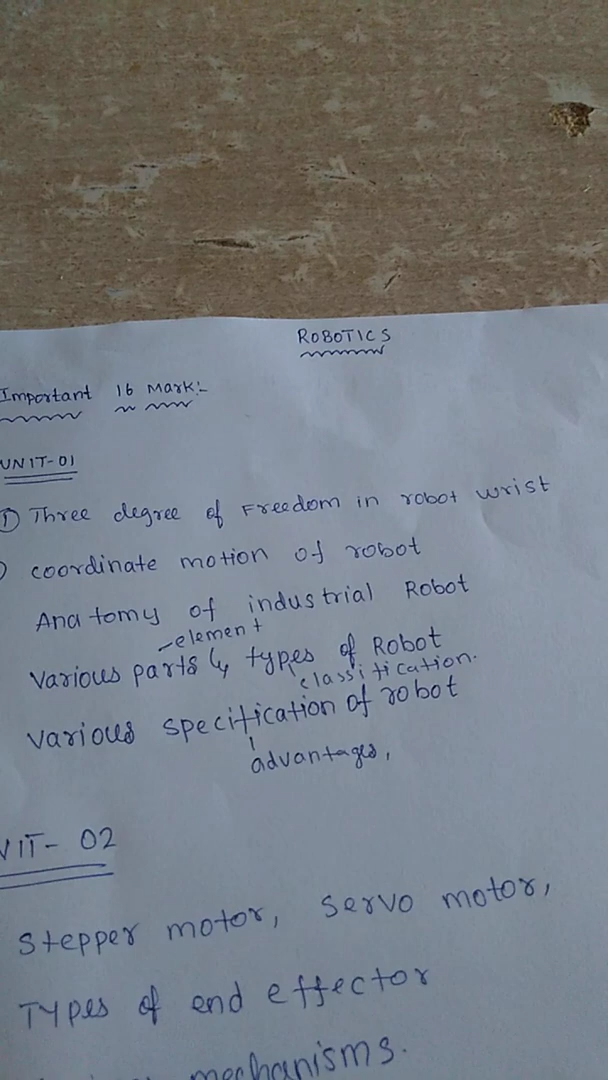 ROBOTICS
Important 16 Mark:-
UNIT-01
① Three degree of Freedom in robot wrist
coordinate motion of robot
Anatomy of industrial Robot
-element
Various parts & types of Robot
classification.
Various specification of robot
advantages,
NIT- 02
Stepper motor, Servo motor,
Types of end effector
mechanisms.